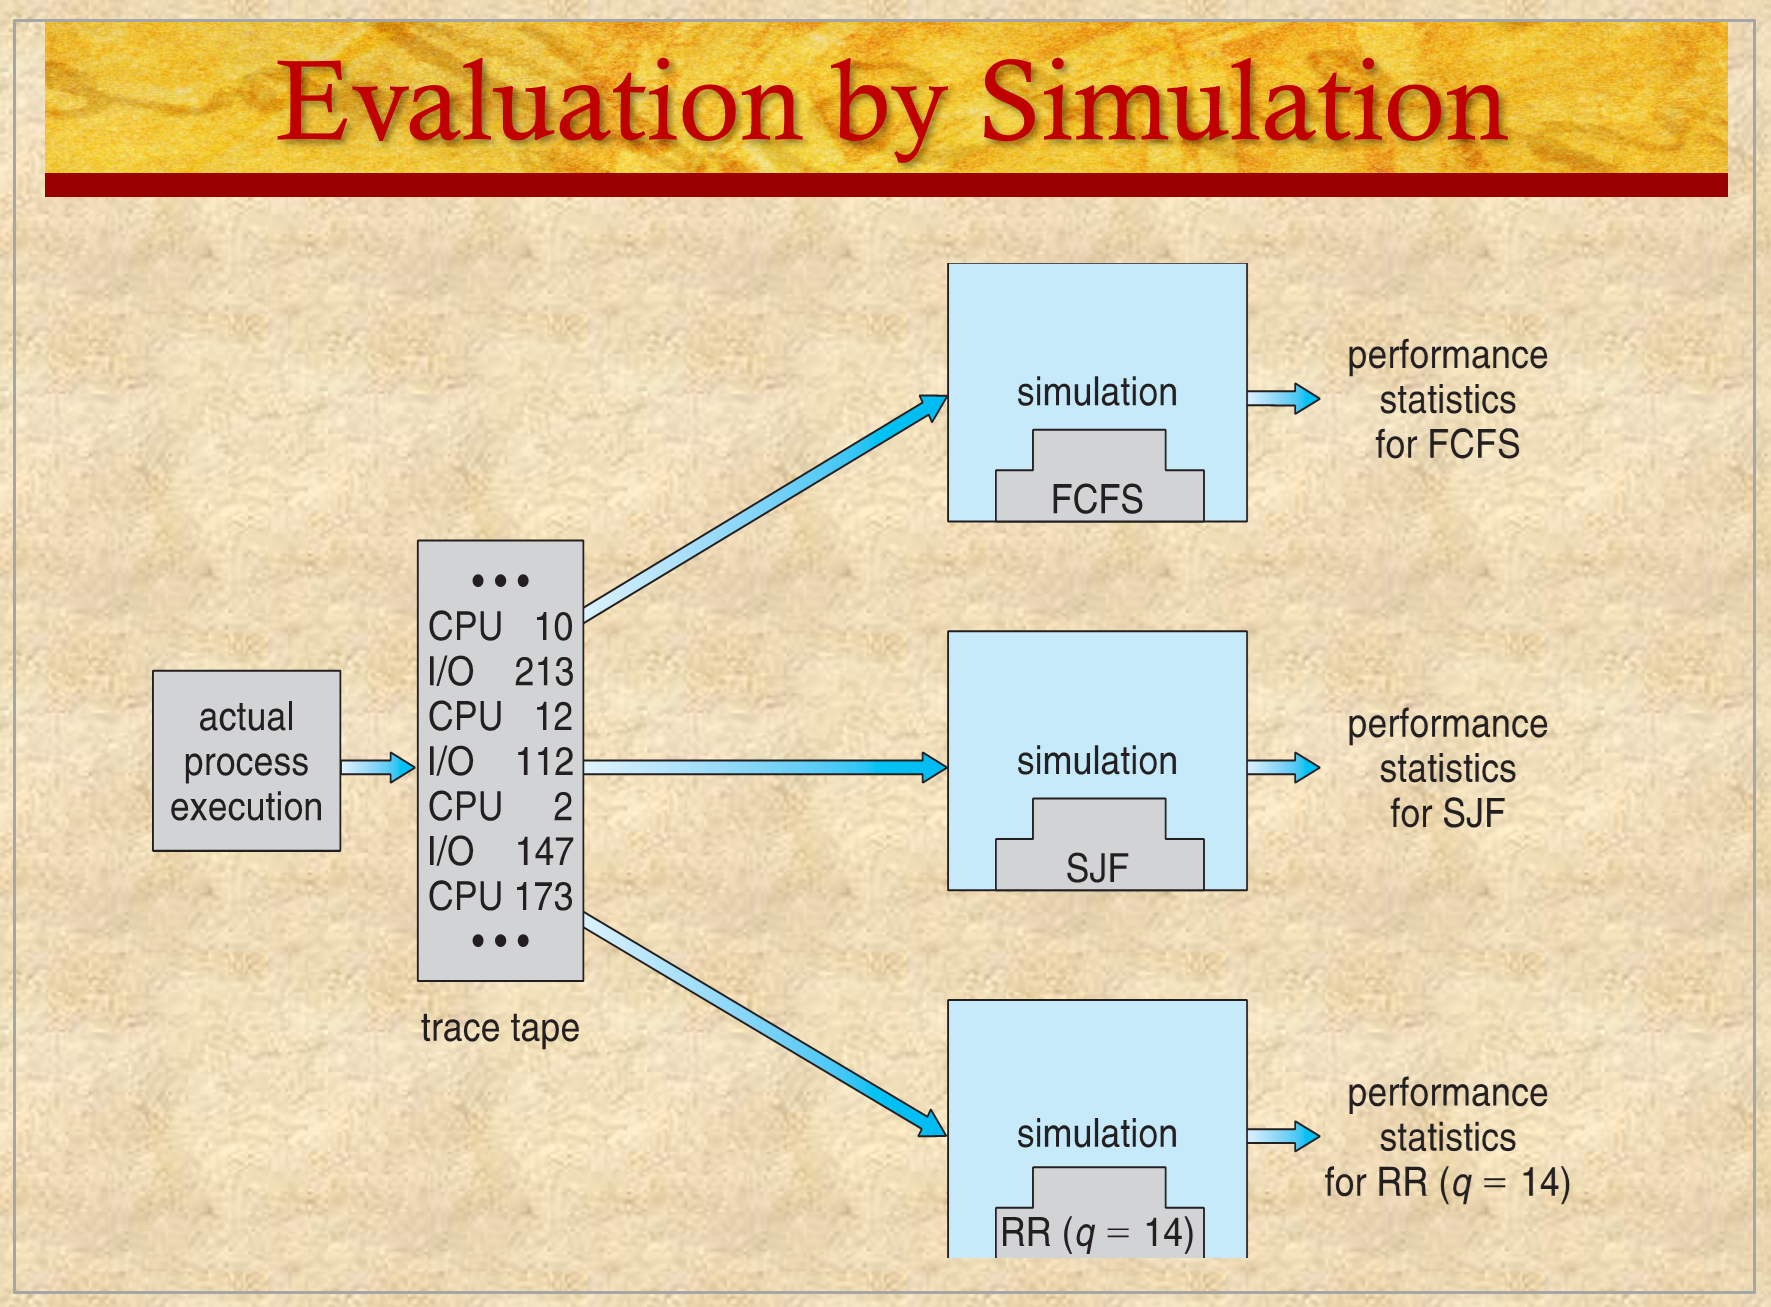 Evaluation by Simulation
actual
process
execution
• • •
CPU 10
I/O 213
CPU 12
I/O 112
CPU 2
I/O 147
CPU 173
• • •
trace tape
simulation
FCFS
performance
statistics
for FCFS
simulation
SJF
performance
statistics
for SJF
simulation
RR (q = 14)
performance
statistics
for RR (q = 14)